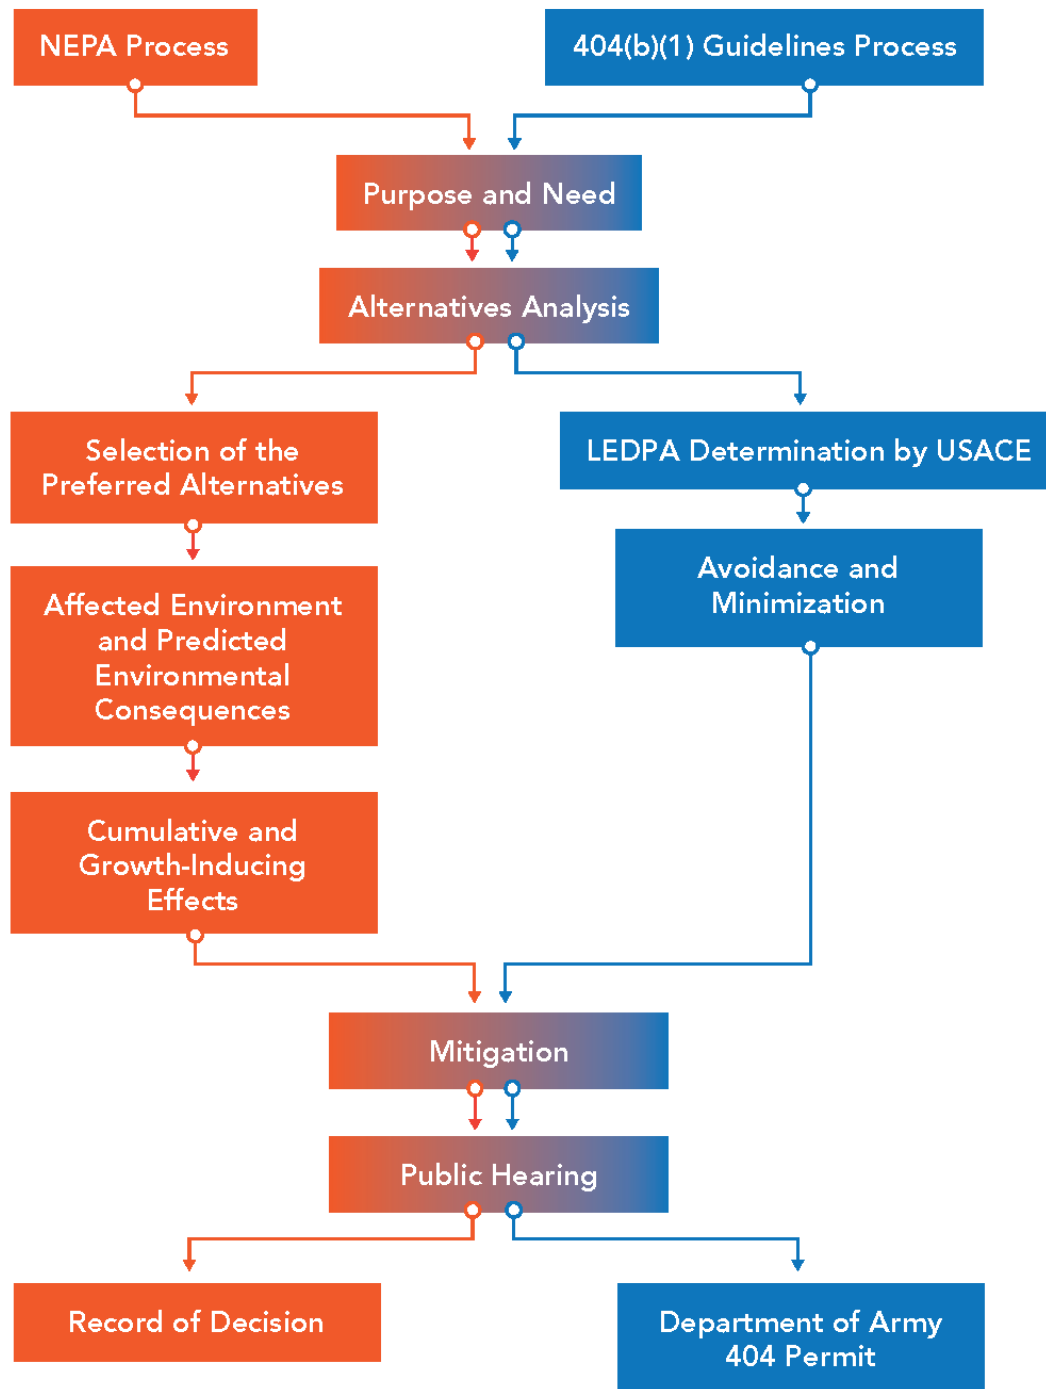 NEPA Process
404(b)(1) Guidelines Process
Purpose and Need
Alternatives Analysis
Selection of the
Preferred Alternatives
LEDPA Determination by USACE
Avoidance and
Minimization
Affected Environment
and Predicted
Environmental
Consequences
Cumulative and
Growth-Inducing
Effects
Mitigation
Public Hearing
Record of Decision
Department of Army
404 Permit